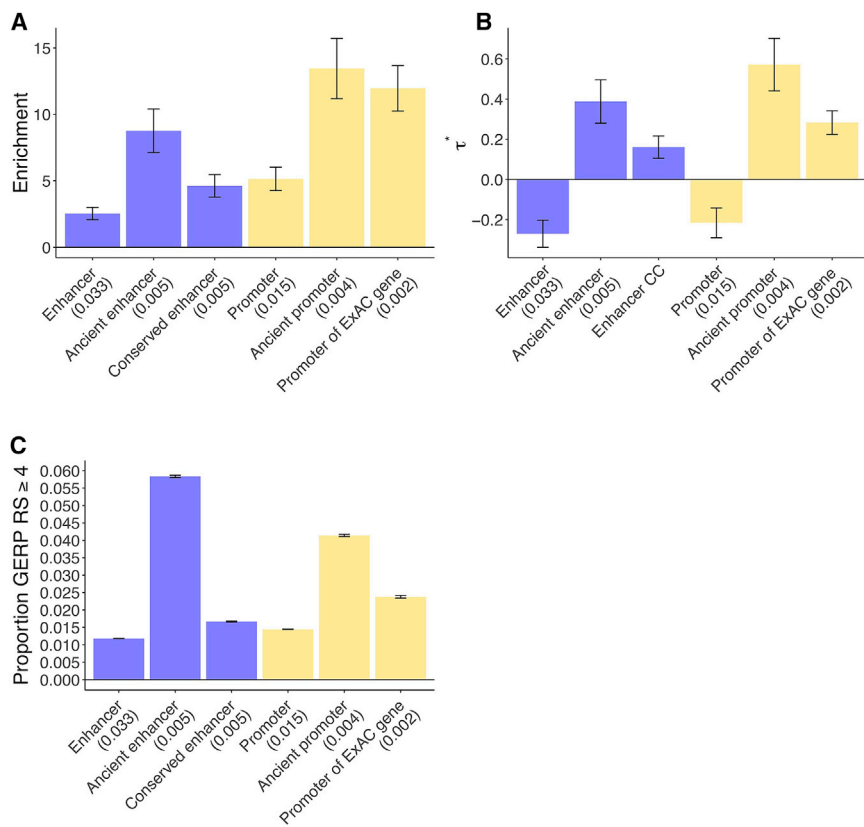 A
Enrichment
15
10
5
0
Enhancer
(0.033)
Ancient enhancer
(0.005)
Conserved enhancer
(0.005)
Promoter
(0.015)
Ancient promoter
(0.004)
Promoter of ExAC gene
(0.002)
B
τ*
0.6
0.4
0.2
0.0
−0.2
Enhancer
(0.033)
Ancient enhancer
(0.005)
Enhancer CC
Promoter
(0.015)
Ancient promoter
(0.004)
Promoter of ExAC gene
(0.002)
C
Proportion GERP RS ≥ 4
0.060
0.055
0.050
0.045
0.040
0.035
0.030
0.025
0.020
0.015
0.010
0.005
0.000
Enhancer
(0.033)
Ancient enhancer
(0.005)
Conserved enhancer
(0.005)
Promoter
(0.015)
Ancient promoter
(0.004)
Promoter of ExAC gene
(0.002)